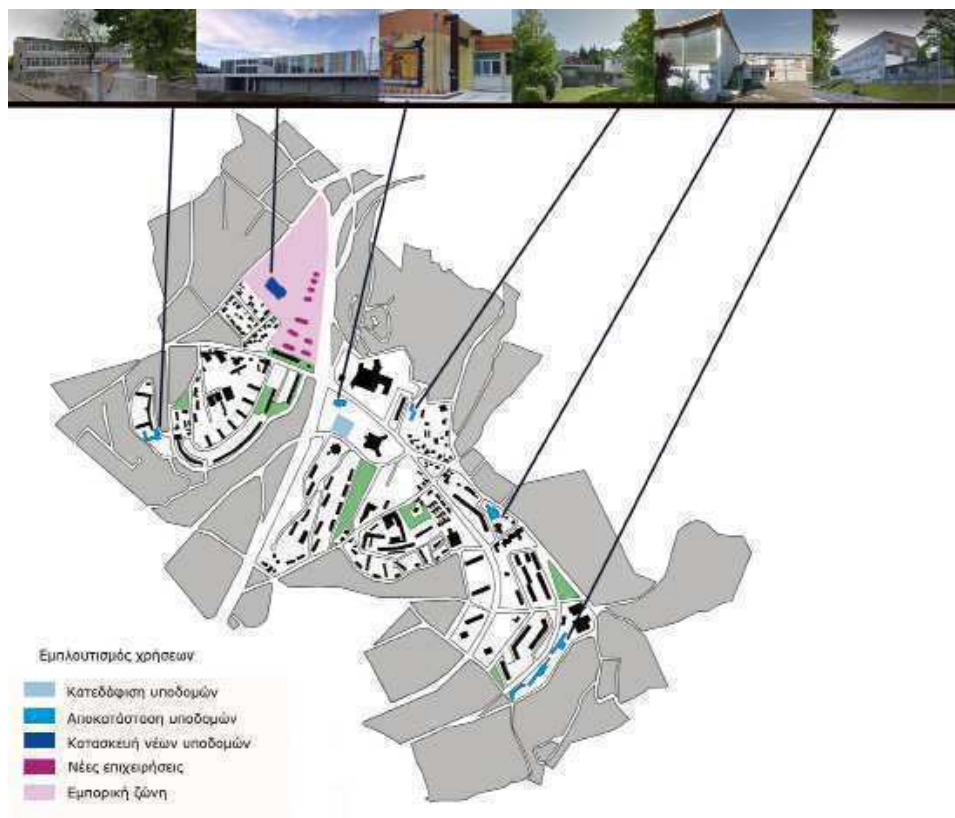 Εμπλουτισμός χρήσεων
Κατεδάφιση υποδομών
Αποκατάσταση υποδομών
Κατασκευή νέων υποδομών
Νέες επιχειρήσεις
Εμπορική ζώνη